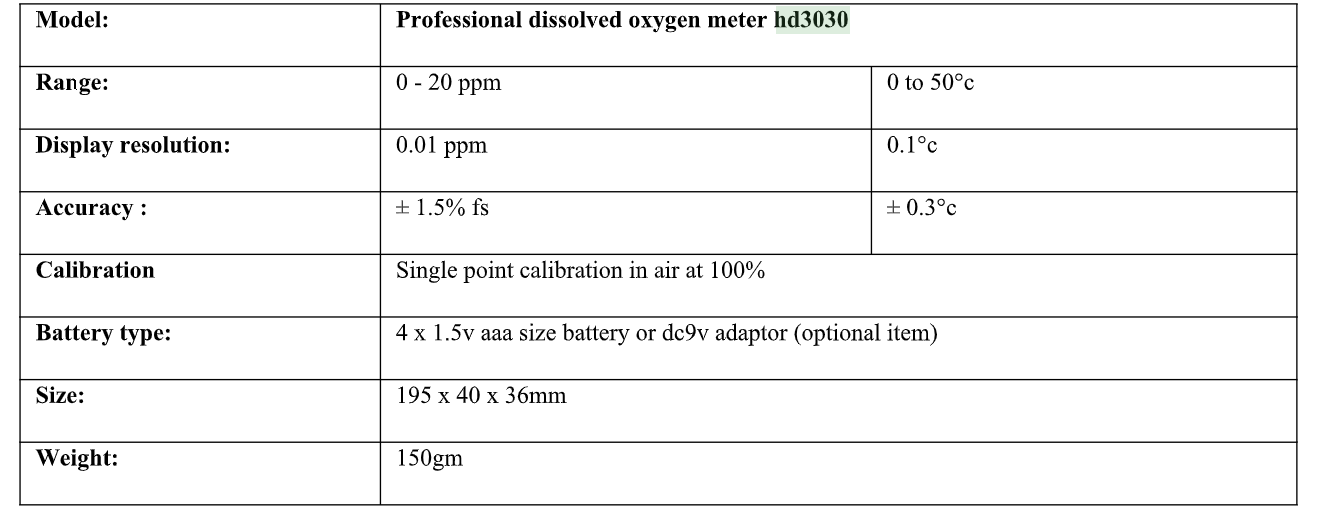 Model: Professional dissolved oxygen meter hd3030
Range: 0 - 20 ppm 0 to 50°c
Display resolution: 0.01 ppm 0.1°c
Accuracy : ± 1.5% fs ± 0.3°c
Calibration Single point calibration in air at 100%
Battery type: 4 x 1.5v aaa size battery or dc9v adaptor (optional item)
Size: 195 x 40 x 36mm
Weight: 150gm